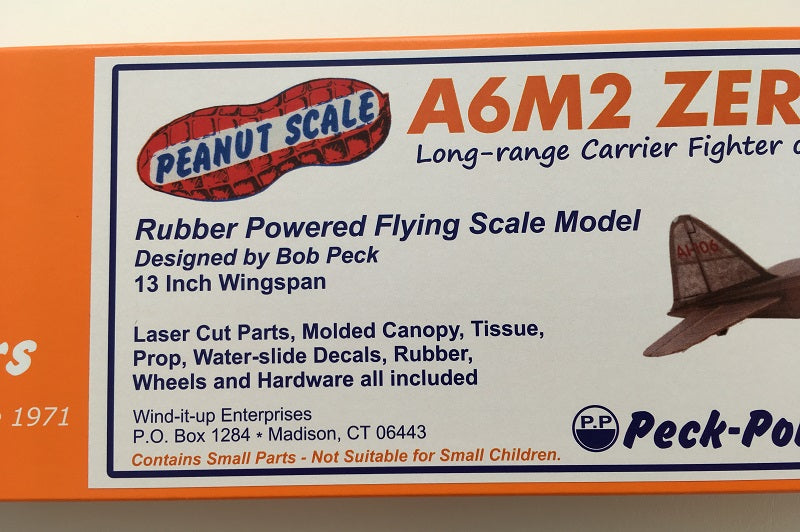 PEANUT SCALE
A6M2 ZER
Long-range Carrier Fighter
Rubber Powered Flying Scale Model
Designed by Bob Peck
13 Inch Wingspan
AI-106
Laser Cut Parts, Molded Canopy, Tissue,
Prop, Water-slide Decals, Rubber,
Wheels and Hardware all included
rs
1971
Wind-it-up Enterprises
P.O. Box 1284 * Madison, CT 06443
Contains Small Parts - Not Suitable for Small Children.
P.P
Peck-Po